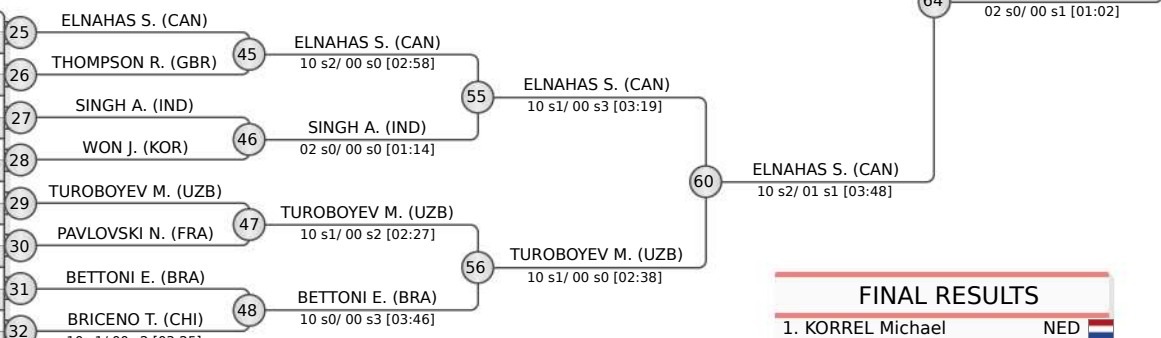 64
02 s0/ 00 s1 [01:02]
25
ELNAHAS S. (CAN)
26
THOMPSON R. (GBR)
45
ELNAHAS S. (CAN)
10 s2/ 00 s0 [02:58]
27
SINGH A. (IND)
28
WON J. (KOR)
46
SINGH A. (IND)
02 s0/ 00 s0 [01:14]
55
ELNAHAS S. (CAN)
10 s1/ 00 s3 [03:19]
29
TUROBOYEV M. (UZB)
30
PAVLOVSKI N. (FRA)
47
TUROBOYEV M. (UZB)
10 s1/ 00 s2 [02:27]
31
BETTONI E. (BRA)
32
BRICENO T. (CHI)
48
BETTONI E. (BRA)
10 s0/ 00 s3 [03:46]
56
TUROBOYEV M. (UZB)
10 s1/ 00 s0 [02:38]
60
ELNAHAS S. (CAN)
10 s2/ 01 s1 [03:48]
FINAL RESULTS
1. KORREL Michael NED